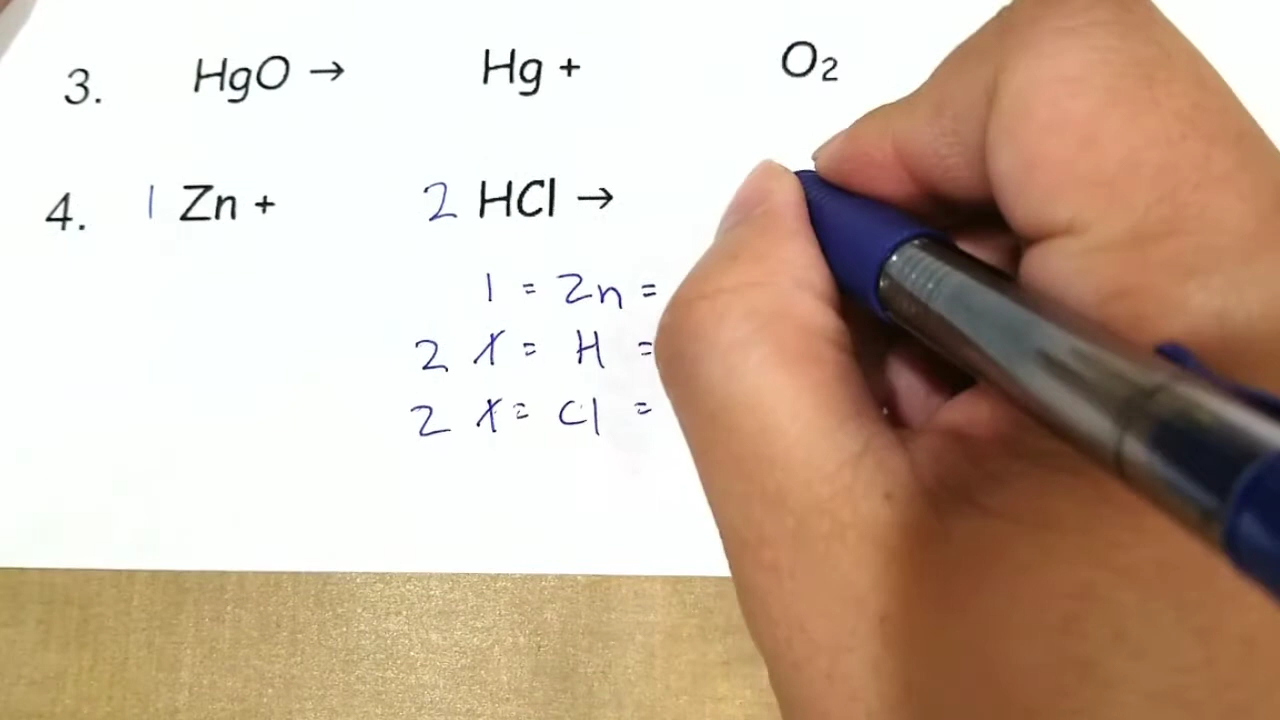 3. HgO → Hg + O₂
4. 1 Zn + 2 HCl →
1 = Zn =
2 1 = H =
2 1 = Cl =